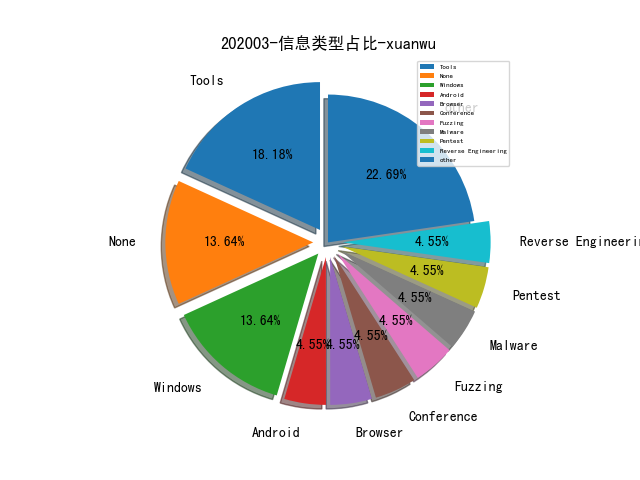 202003-信息类型占比-xuanwu
Tools
None
Windows
Android
Browser
Conference
Fuzzing
Malware
Pentest
Reverse Engineering
other
other
Tools
18.18%
22.69%
None
13.64%
4.55%
Reverse Engineerin
4.55%
Pentest
4.55%
13.64%
4.55%
4.55%
4.55%
4.55%
Malware
Windows
Fuzzing
Conference
Android
Browser